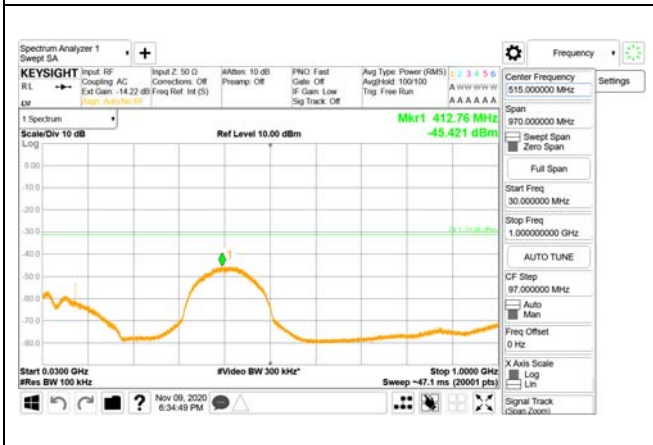 Spectrum Analyzer 1
Swept SA
Frequency
KEYSIGHT
Input: RF
Input Z: 50 Ω
#Atten: 10 dB
PNO: Fast
Avg Type: Power (RMS)
1 2 3 4 5 6
RL
Coupling: AC
Corrections: Off
Preamp: Off
Gate: Off
Avg|Hold: 100/100
A W W W W W
Ext Gain: -14.22 dB
Freq Ref: Int (S)
IF Gain: Low
Trig: Free Run
Align: Auto/No RF
Sig Track: Off
A A A A A A
1 Spectrum
Mkr1 412.76 MHz
Scale/Div 10 dB
Ref Level 10.00 dBm
-45.421 dBm
Log
0.00
-10.0
-20.0
-30.0
-40.0
1
-50.0
-60.0
-70.0
-80.0
Start 0.0300 GHz
#Video BW 300 kHz*
Stop 1.0000 GHz
#Res BW 100 kHz
Sweep ~47.1 ms (20001 pts)
?
Nov 09, 2020
6:34:49 PM
Center Frequency
515.000000 MHz
Settings
Span
970.000000 MHz
Swept Span
Zero Span
Full Span
Start Freq
30.000000 MHz
Stop Freq
1.000000000 GHz
AUTO TUNE
CF Step
97.000000 MHz
Auto
Man
Freq Offset
0 Hz
X Axis Scale
Log
Lin
Signal Track
(Span Zoom)